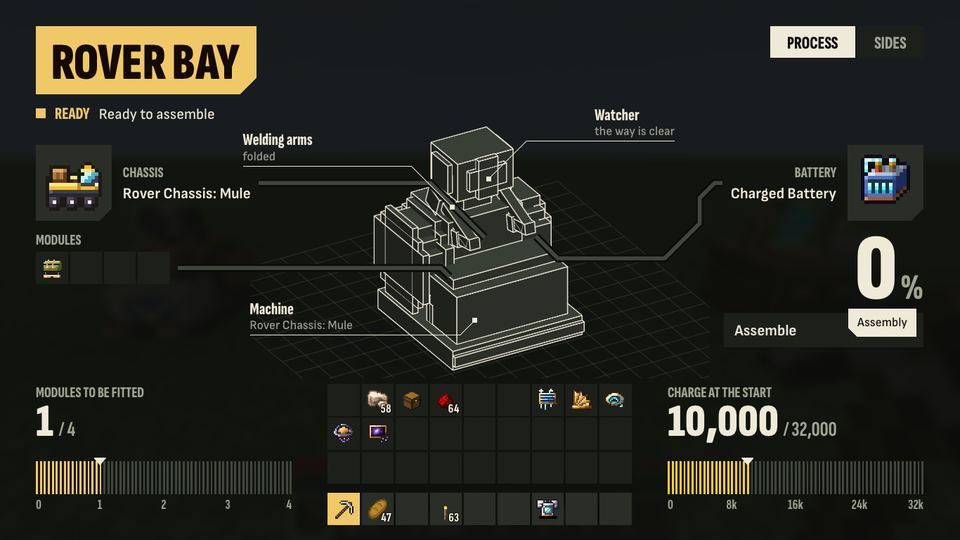 ROVER BAY
PROCESS
SIDES
READY Ready to assemble
Watcher
the way is clear
Welding arms
folded
CHASSIS
Rover Chassis: Mule
BATTERY
Charged Battery
MODULES
0 %
Machine
Rover Chassis: Mule
Assemble
Assembly
MODULES TO BE FITTED
1 / 4
0 1 2 3 4
58 64
47 63
CHARGE AT THE START
10,000 / 32,000
0 8k 16k 24k 32k